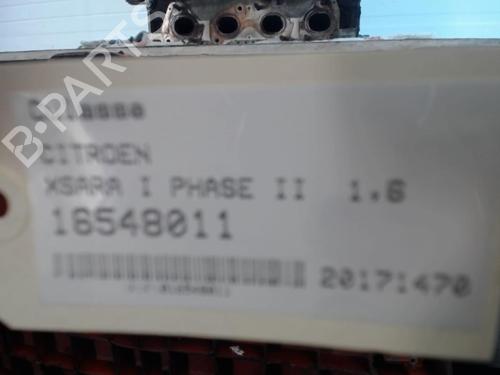 B-PARTS
CITROEN
XSARA I PHASE II 1.6
16548011
20171470